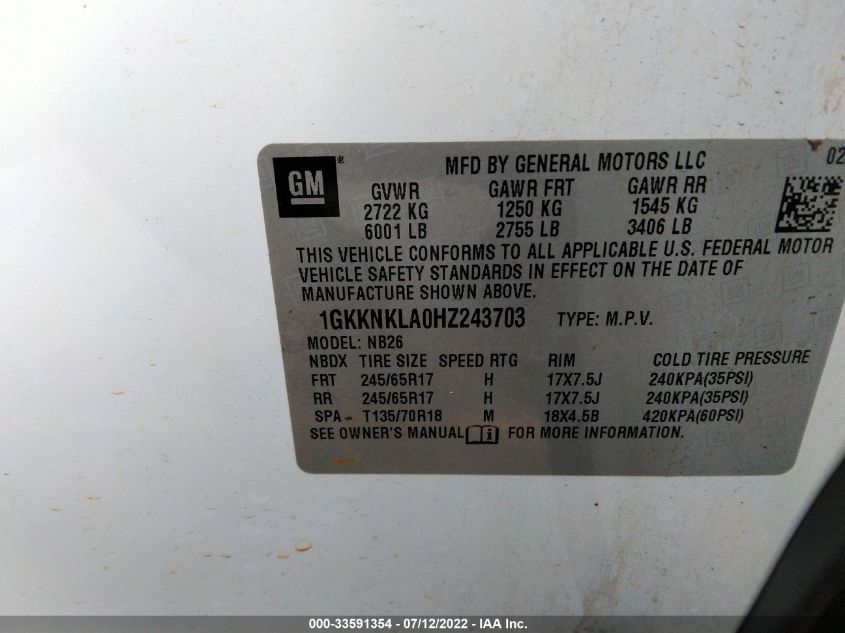 GM
®
MFD BY GENERAL MOTORS LLC 02
GVWR GAWR FRT GAWR RR
2722 KG 1250 KG 1545 KG
6001 LB 2755 LB 3406 LB
THIS VEHICLE CONFORMS TO ALL APPLICABLE U.S. FEDERAL MOTOR
VEHICLE SAFETY STANDARDS IN EFFECT ON THE DATE OF
MANUFACTURE SHOWN ABOVE.
1GKKNKLA0HZ243703 TYPE: M.P.V.
MODEL: NB26
NBDX TIRE SIZE SPEED RTG RIM COLD TIRE PRESSURE
FRT 245/65R17 H 17X7.5J 240KPA(35PSI)
RR 245/65R17 H 17X7.5J 240KPA(35PSI)
SPA T135/70R18 M 18X4.5B 420KPA(60PSI)
SEE OWNER'S MANUAL i FOR MORE INFORMATION.
000-33591354 - 07/12/2022 - IAA Inc.